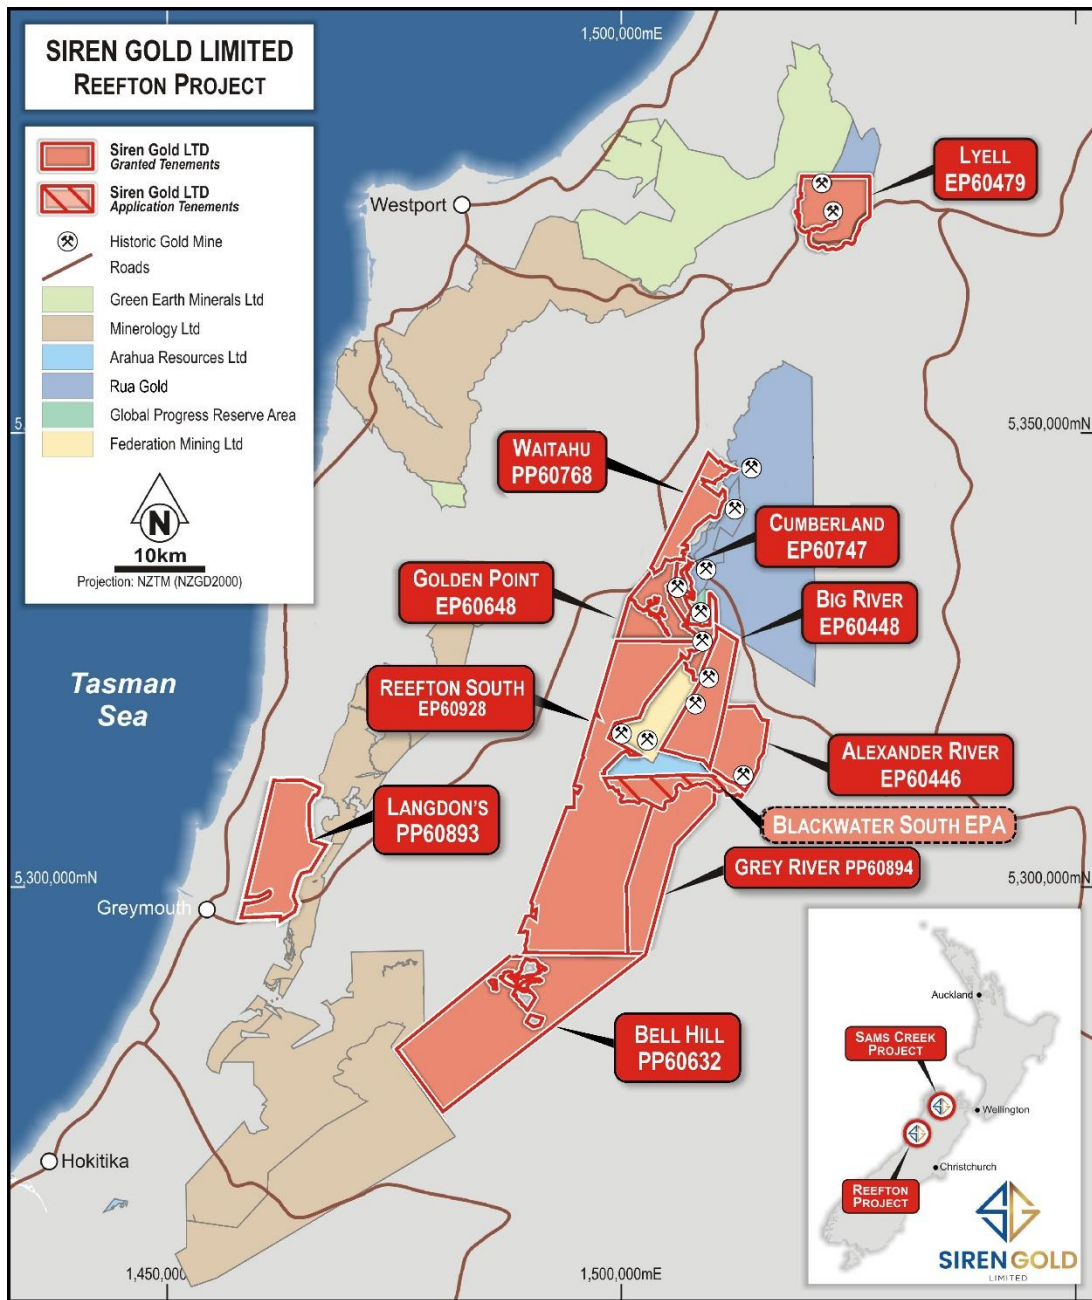 SIREN GOLD LIMITED
REEFTON PROJECT
Siren Gold LTD
Granted Tenements
Siren Gold LTD
Application Tenements
Historic Gold Mine
Roads
Green Earth Minerals Ltd
Minerology Ltd
Arahua Resources Ltd
Rua Gold
Global Progress Reserve Area
Federation Mining Ltd
N
10km
Projection: NZTM (NZGD2000)
1,500,000mE
Westport
LYELL
EP60479
5,350,000mN
WAITAHU
PP60768
CUMBERLAND
EP60747
GOLDEN POINT
EP60648
BIG RIVER
EP60448
REEFTON SOUTH
EP60928
Tasman
Sea
ALEXANDER RIVER
EP60446
LANGDON'S
PP60893
BLACKWATER SOUTH EPA
GREY RIVER PP60894
5,300,000mN
5,300,000mN
Greymouth
BELL HILL
PP60632
Hokitika
1,450,000
1,500,000mE
Auckland
SAMS CREEK
PROJECT
Wellington
Christchurch
REEFTON
PROJECT
SIREN GOLD
LIMITED